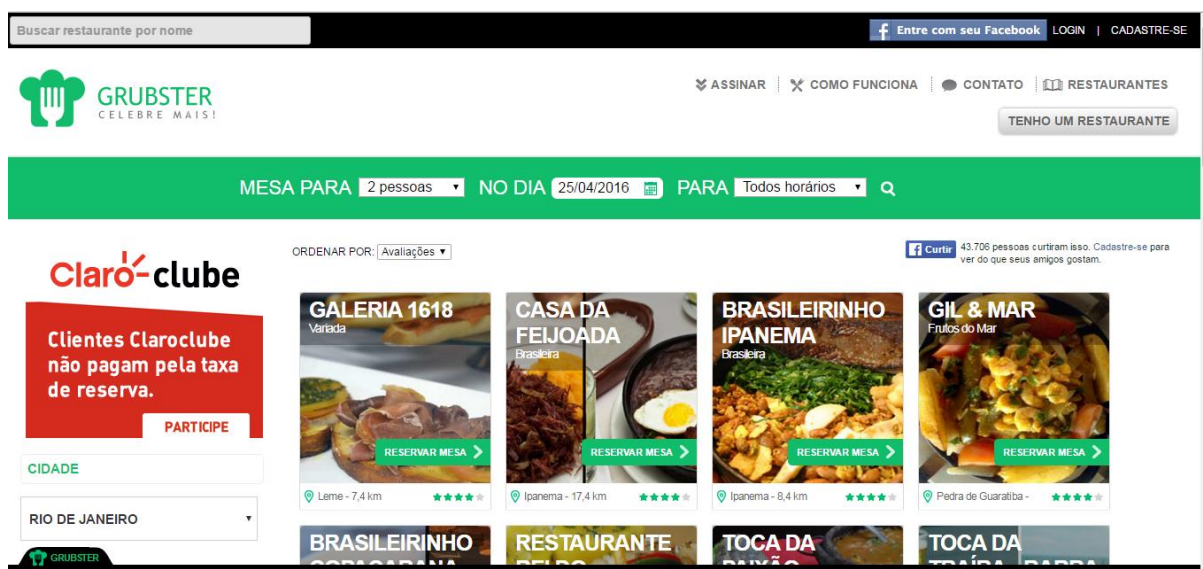 Buscar restaurante por nome
Entre com seu Facebook LOGIN | CADASTRE-SE
GRUBSTER
CELEBRE MAIS!
ASSINAR COMO FUNCIONA CONTATO RESTAURANTES
TENHO UM RESTAURANTE
MESA PARA 2 pessoas NO DIA 25/04/2016 PARA Todos horários
Claro-clube
Clientes Claroclube
não pagam pela taxa
de reserva.
PARTICIPE
CIDADE
RIO DE JANEIRO
GRUBSTER
ORDENAR POR: Avaliações
Curtir 43.706 pessoas curtiram isso. Cadastre-se para
ver do que seus amigos gostam.
GALERIA 1618
Variada
RESERVAR MESA
Leme - 7,4 km
CASA DA
FEIJOADA
Brasileira
RESERVAR MESA
Ipanema - 17,4 km
BRASILEIRINHO
IPANEMA
Brasileira
RESERVAR MESA
Ipanema - 8,4 km
GIL & MAR
Frutos do Mar
RESERVAR MESA
Pedra de Guaratiba -
BRASILEIRINHO
COPACABANA
RESTAURANTE
TOCA DA
PAIXÃO
TOCA DA
TRAÍRA BARRA